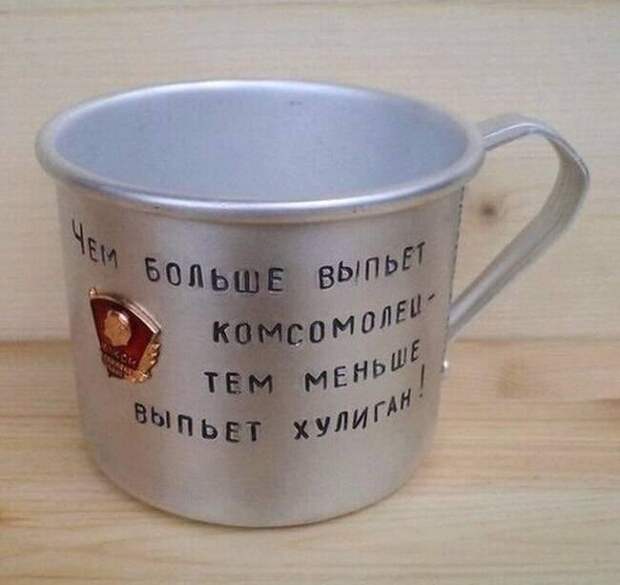 Чем больше выпьет
комсомолец-
тем меньше
выпьет хулиган!